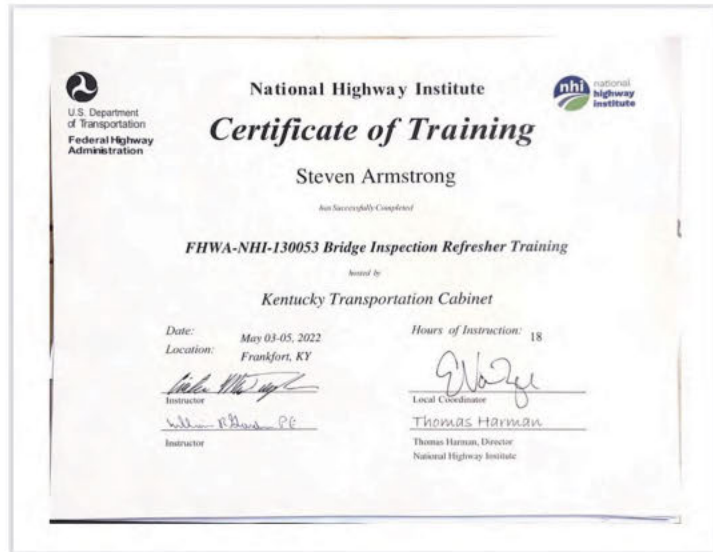 U.S. Department
of Transportation
Federal Highway
Administration
National Highway Institute
nhi national
highway
institute
Certificate of Training
Steven Armstrong
has Successfully Completed
FHWA-NHI-130053 Bridge Inspection Refresher Training
hosted by
Kentucky Transportation Cabinet
Date: May 03-05, 2022
Location: Frankfort, KY
Hours of Instruction: 18
Instructor
Local Coordinator
PE
Instructor
Thomas Harman
Thomas Harman, Director
National Highway Institute